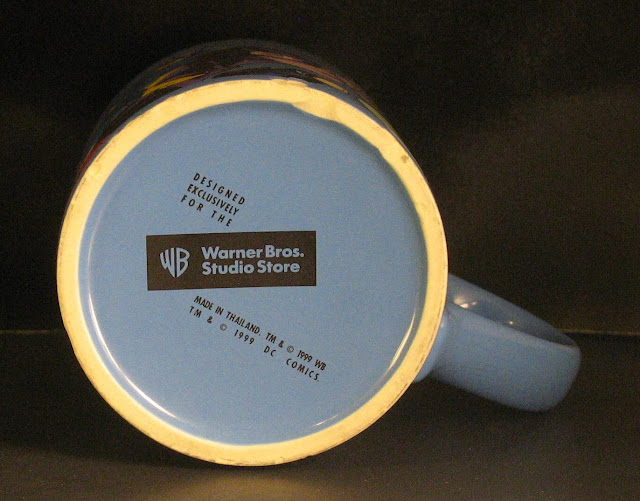 DESIGNED
EXCLUSIVELY
FOR THE
WB Warner Bros.
Studio Store
MADE IN THAILAND. TM & © 1999 WB
TM & © 1999 DC COMICS.